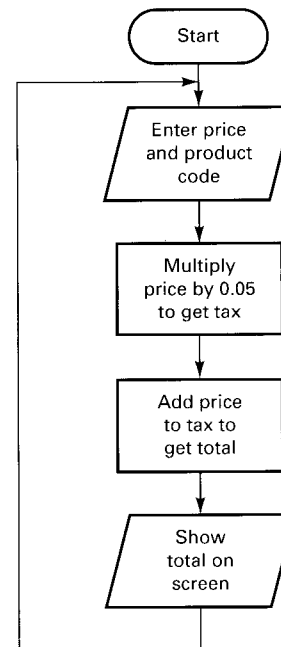 Start
Enter price
and product
code
Multiply
price by 0.05
to get tax
Add price
to tax to
get total
Show
total on
screen